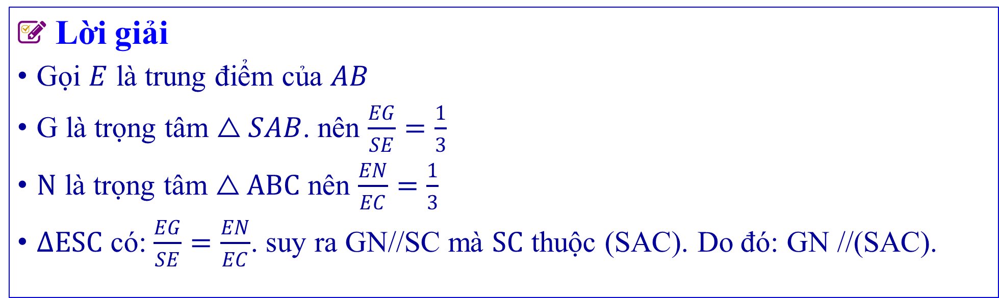 Lời giải
• Gọi E là trung điểm của AB
• G là trọng tâm △ SAB. nên EG/SE = 1/3
• N là trọng tâm △ ABC nên EN/EC = 1/3
• ΔESC có: EG/SE = EN/EC. suy ra GN//SC mà SC thuộc (SAC). Do đó: GN //(SAC).